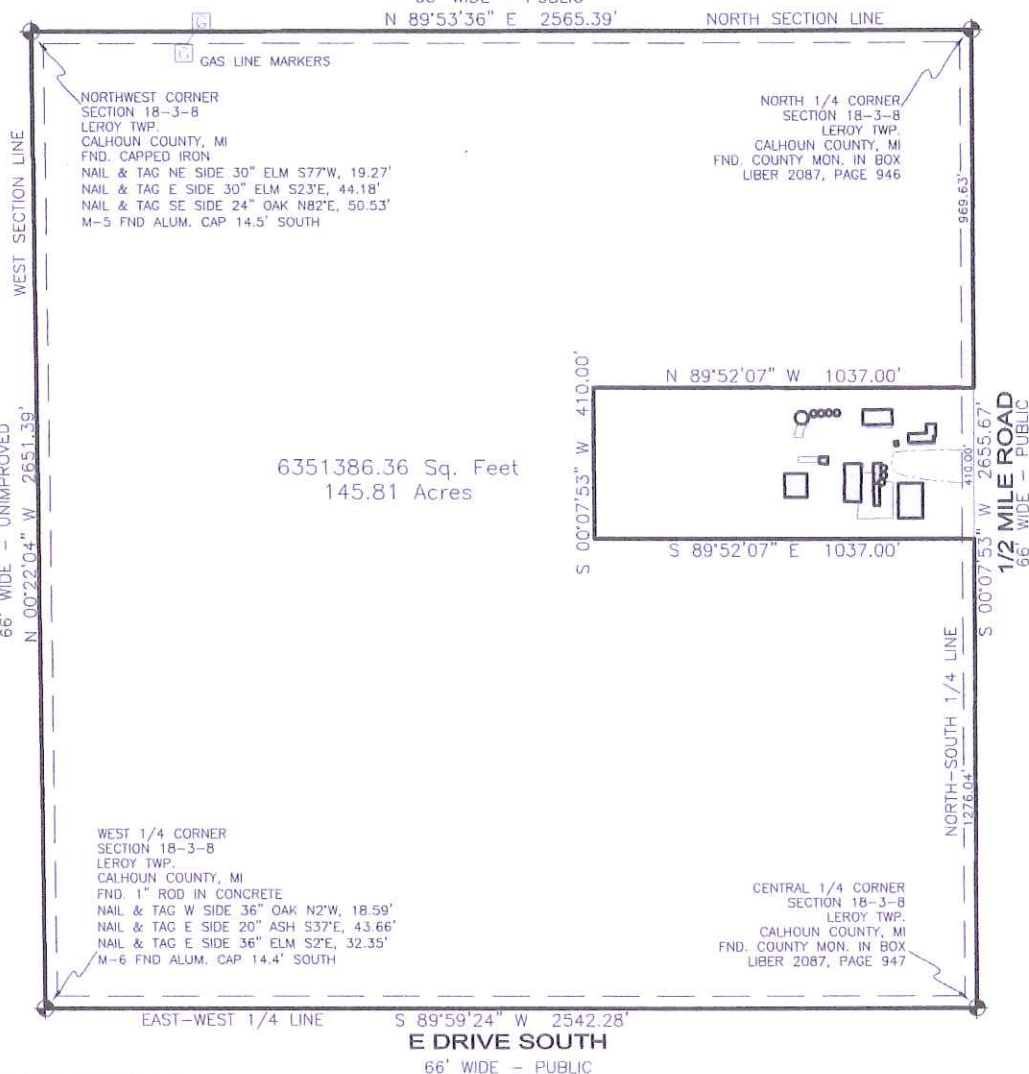 N 89°53'36" E 2565.39' NORTH SECTION LINE
G
G GAS LINE MARKERS
NORTHWEST CORNER
SECTION 18-3-8
LEROY TWP.
CALHOUN COUNTY, MI
FND. CAPPED IRON
NAIL & TAG NE SIDE 30" ELM S77°W, 19.27'
NAIL & TAG E SIDE 30" ELM S23°E, 44.18'
NAIL & TAG SE SIDE 24" OAK N82°E, 50.53'
M-5 FND ALUM. CAP 14.5' SOUTH
NORTH 1/4 CORNER
SECTION 18-3-8
LEROY TWP.
CALHOUN COUNTY, MI
FND. COUNTY MON. IN BOX
LIBER 2087, PAGE 946
WEST SECTION LINE
969.63'
66' WIDE - UNIMPROVED
N 00°22'04" W 2651.39'
6351386.36 Sq. Feet
145.81 Acres
S 00°07'53" W 410.00'
N 89°52'07" W 1037.00'
S 89°52'07" E 1037.00'
410.00'
S 00°07'53" W 2655.67'
1/2 MILE ROAD
66' WIDE - PUBLIC
NORTH-SOUTH 1/4 LINE
1276.04'
WEST 1/4 CORNER
SECTION 18-3-8
LEROY TWP.
CALHOUN COUNTY, MI
FND. 1" ROD IN CONCRETE
NAIL & TAG W SIDE 36" OAK N2°W, 18.59'
NAIL & TAG E SIDE 20" ASH S37°E, 43.66'
NAIL & TAG E SIDE 36" ELM S2°E, 32.35'
M-6 FND ALUM. CAP 14.4' SOUTH
CENTRAL 1/4 CORNER
SECTION 18-3-8
LEROY TWP.
CALHOUN COUNTY, MI
FND. COUNTY MON. IN BOX
LIBER 2087, PAGE 947
EAST-WEST 1/4 LINE S 89°59'24" W 2542.28'
E DRIVE SOUTH
66' WIDE - PUBLIC